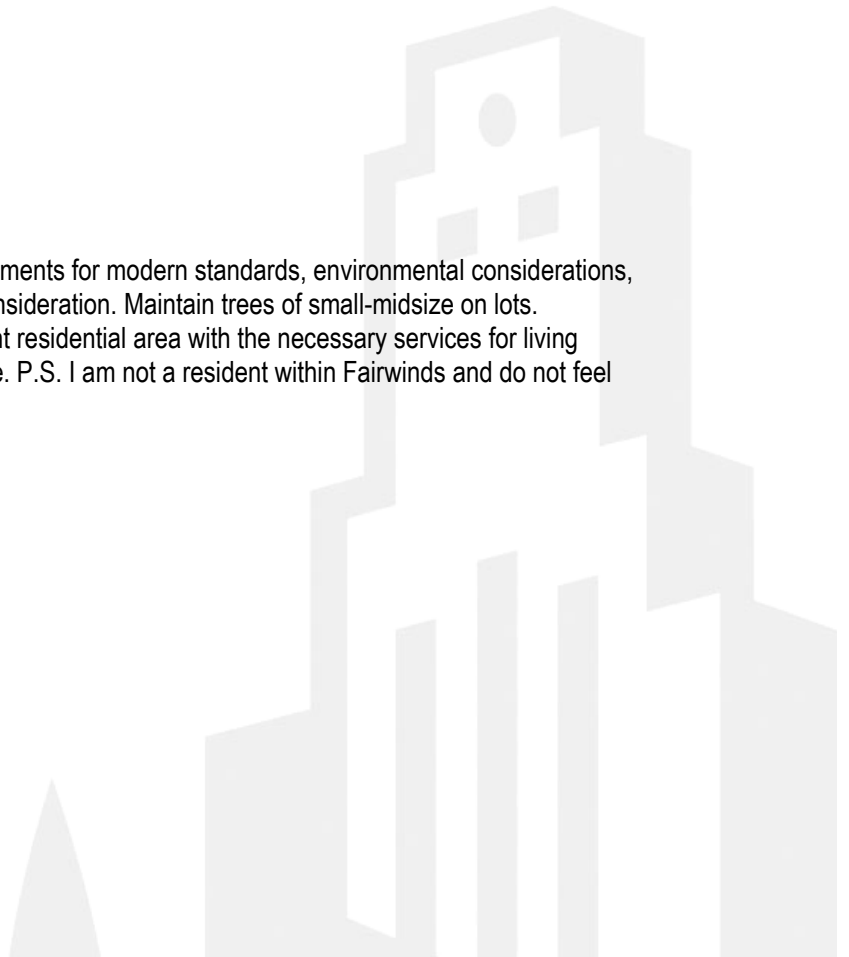 ments for modern standards, environmental considerations,
nsideration. Maintain trees of small-midsize on lots.
nt residential area with the necessary services for living
e. P.S. I am not a resident within Fairwinds and do not feel